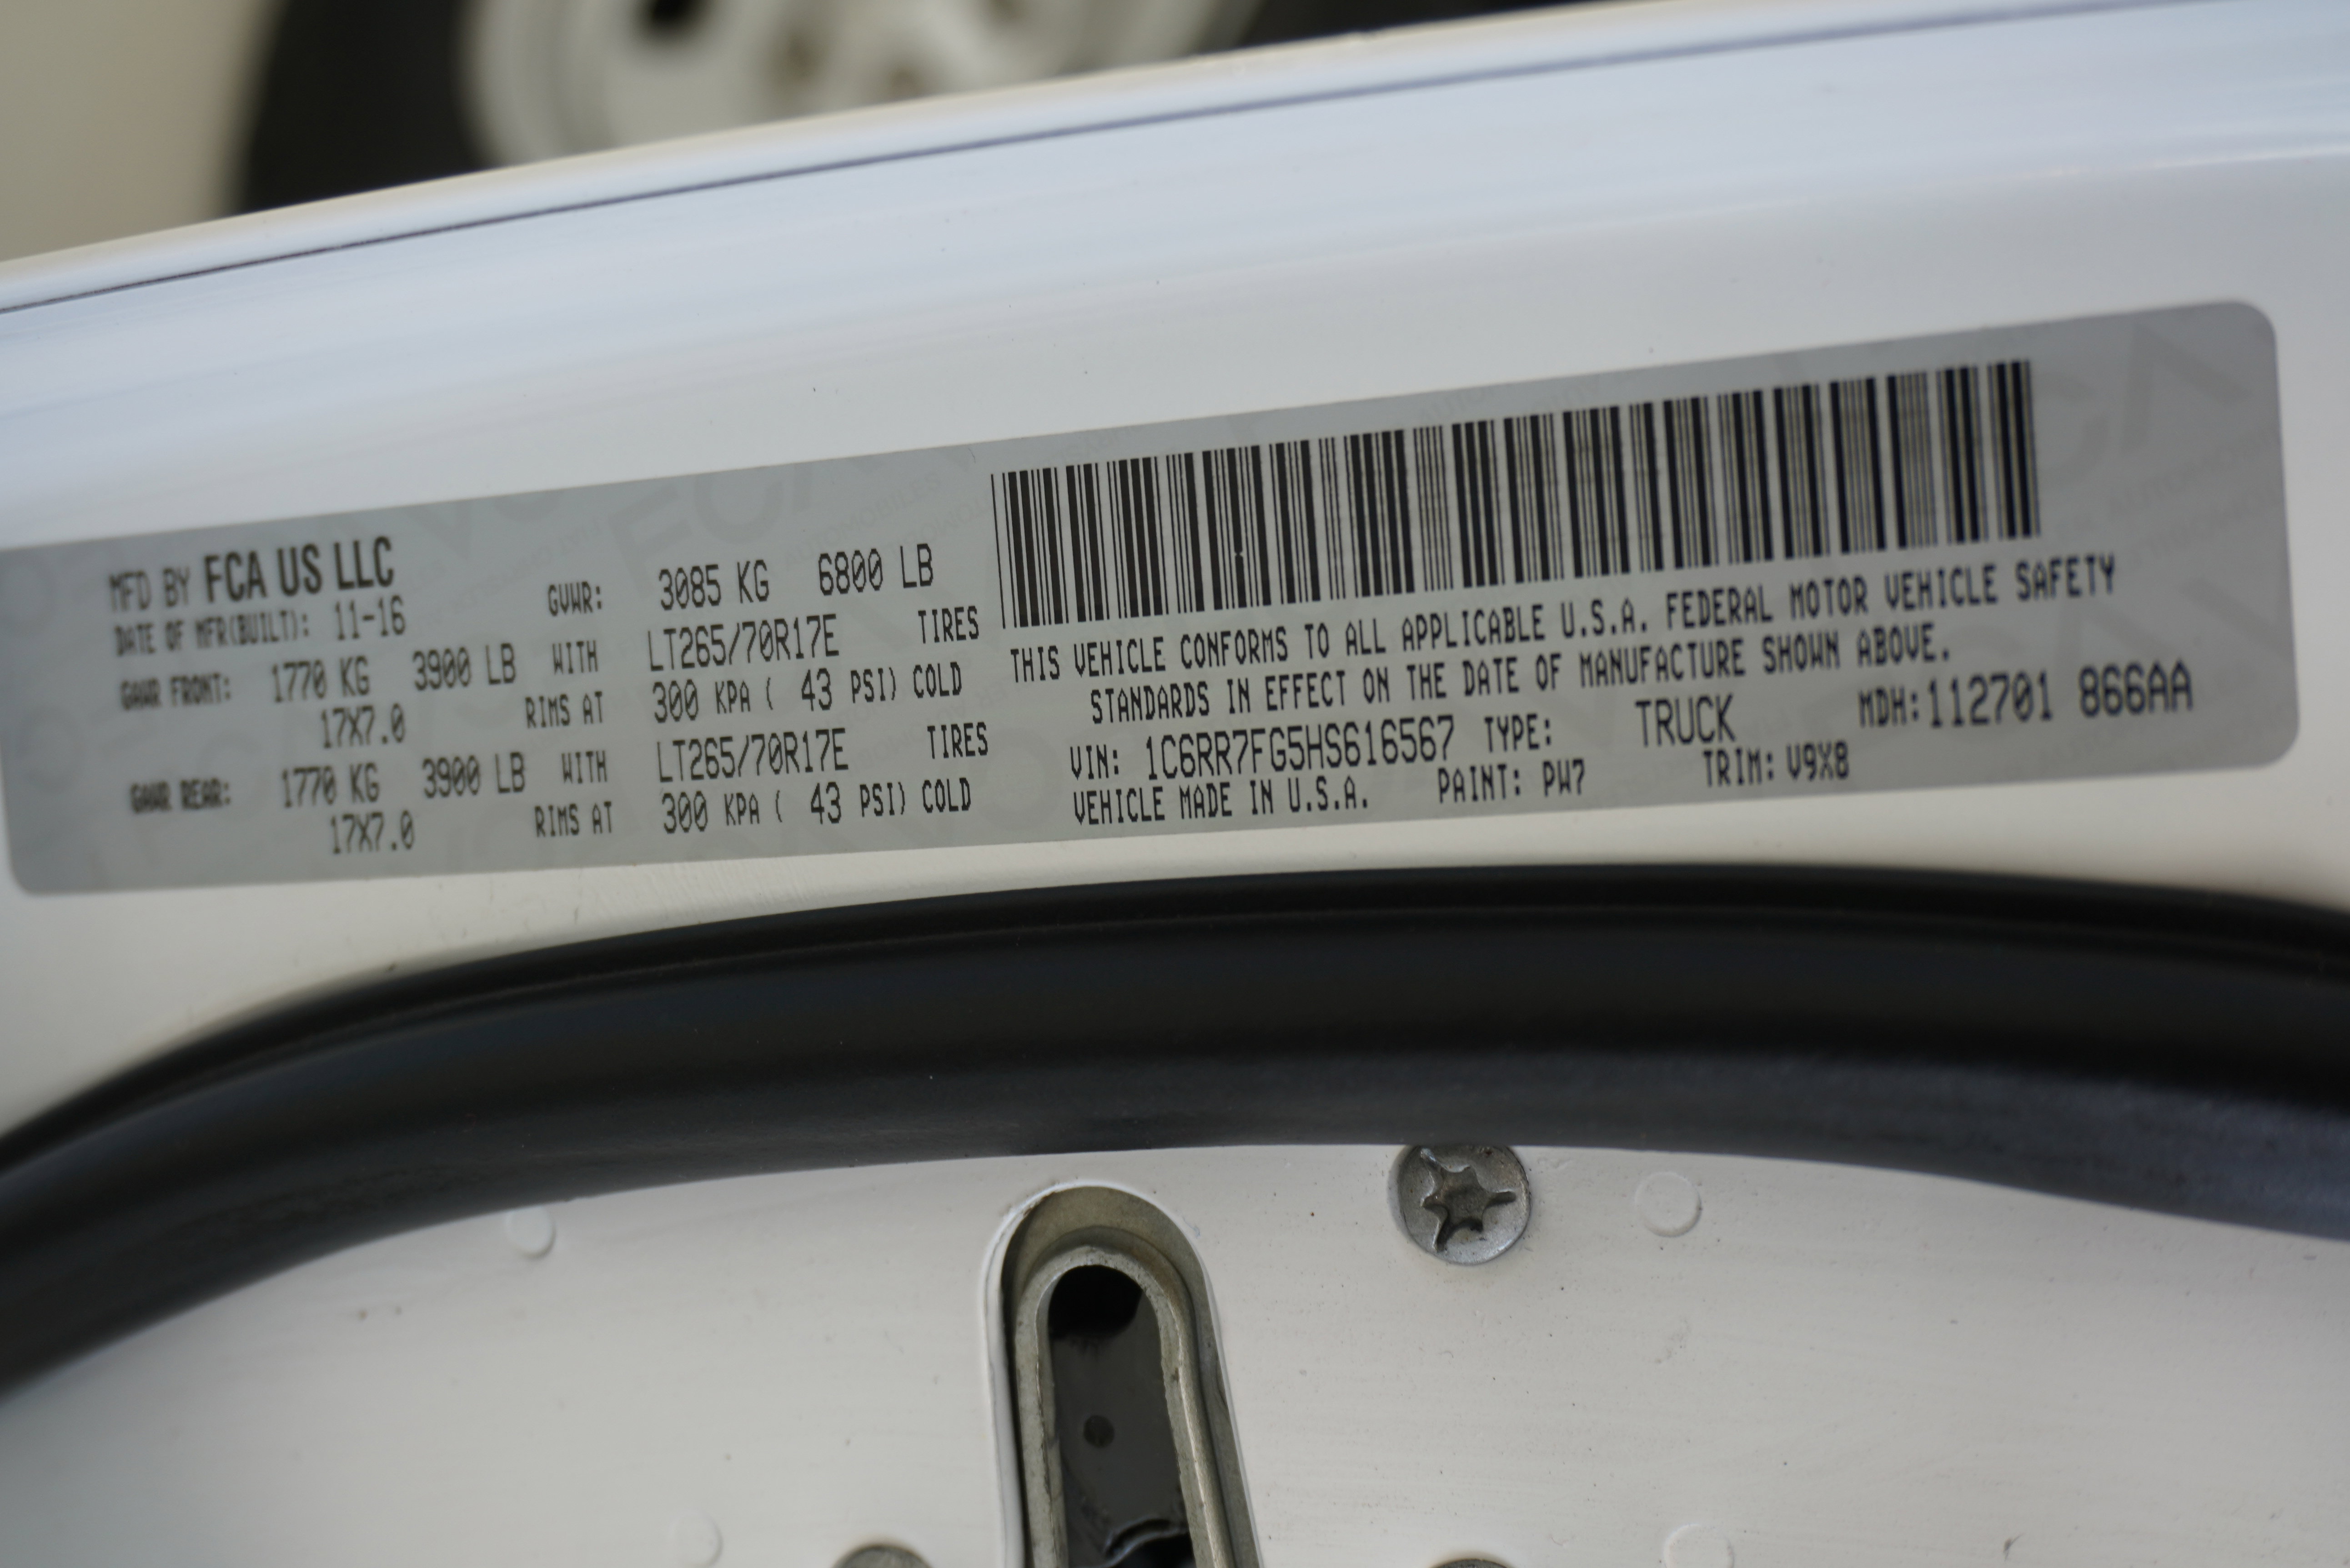 MFD BY FCA US LLC
DATE OF MFR(BUILT): 11-16 GVWR: 3085 KG 6800 LB
GAWR FRONT: 1770 KG 3900 LB WITH LT265/70R17E TIRES
17X7.0 RIMS AT 300 KPA ( 43 PSI) COLD
GAWR REAR: 1770 KG 3900 LB WITH LT265/70R17E TIRES
17X7.0 RIMS AT 300 KPA ( 43 PSI) COLD
THIS VEHICLE CONFORMS TO ALL APPLICABLE U.S.A. FEDERAL MOTOR VEHICLE SAFETY
STANDARDS IN EFFECT ON THE DATE OF MANUFACTURE SHOWN ABOVE.
VIN: 1C6RR7FG5HS616567 TYPE: TRUCK MDH:112701 866AA
VEHICLE MADE IN U.S.A. PAINT: PW7 TRIM: V9X8